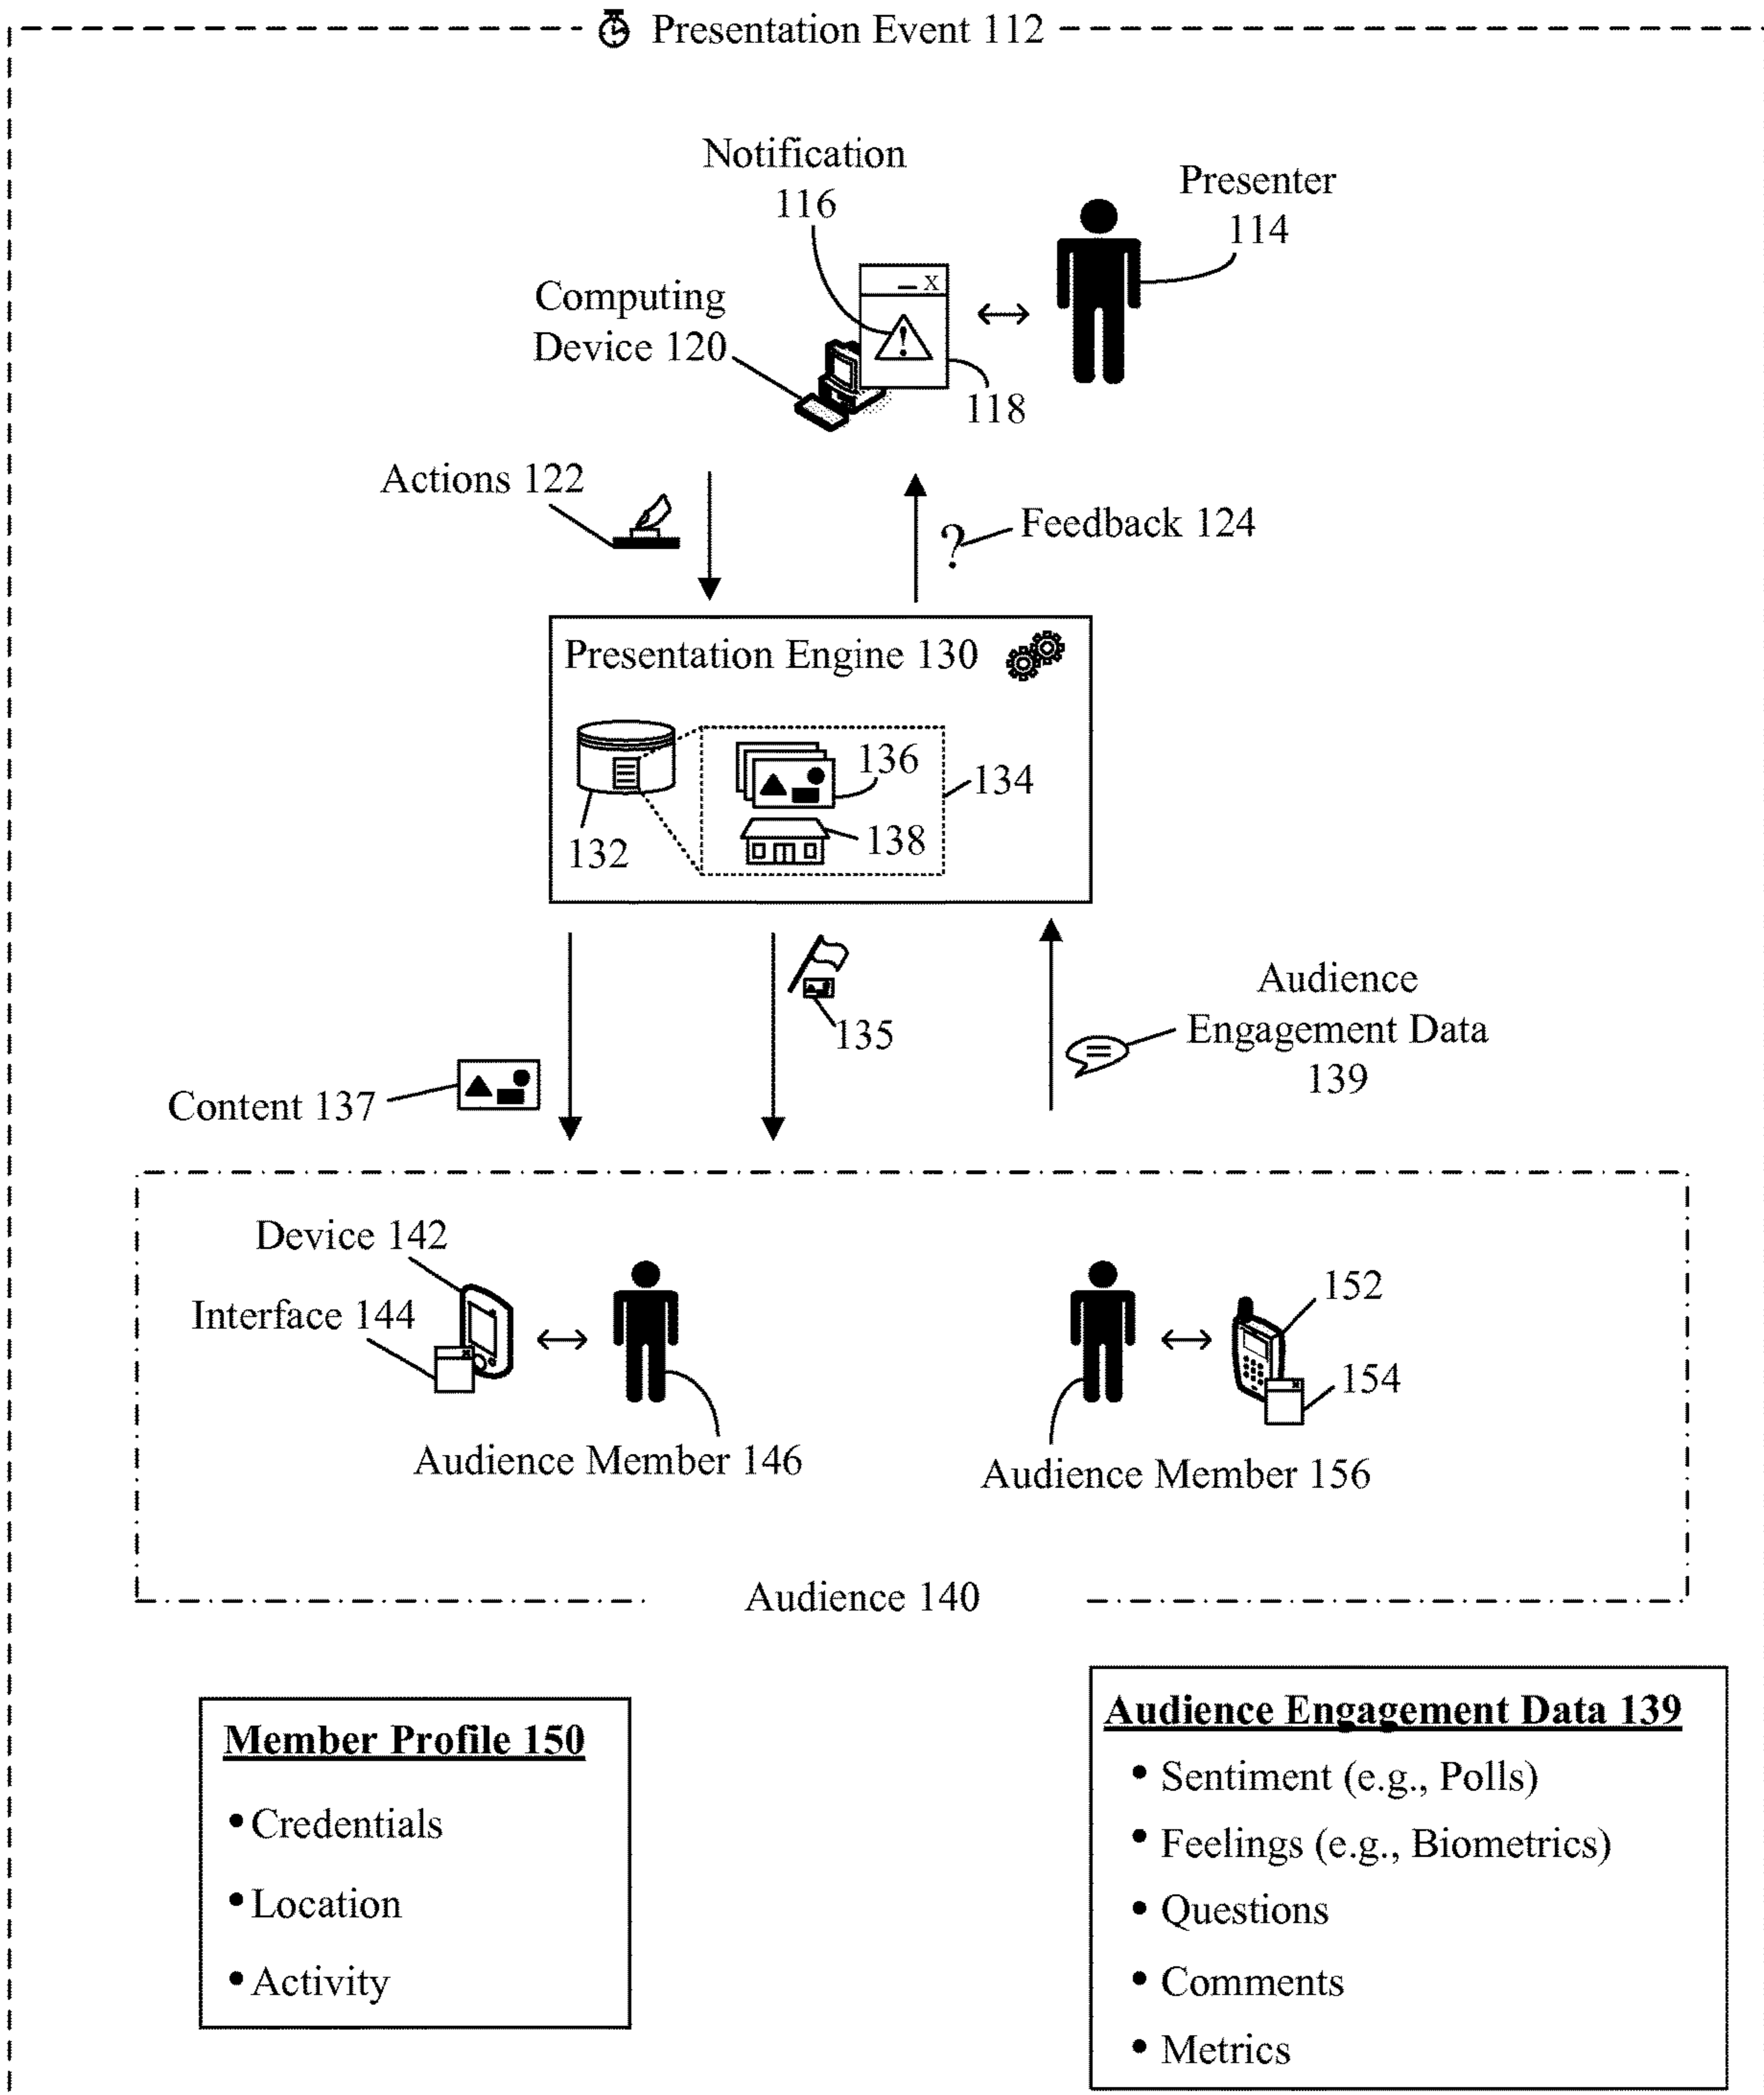 Presentation Event 112
Notification
116
Presenter
114
Computing
Device 120
_ X
!
118
Actions 122
?
Feedback 124
Presentation Engine 130
136
134
138
132
135
Audience
Engagement Data
139
Content 137
Device 142
Interface 144
x
152
x
154
Audience Member 146
Audience Member 156
Audience 140
Member Profile 150
• Credentials
• Location
• Activity
Audience Engagement Data 139
• Sentiment (e.g., Polls)
• Feelings (e.g., Biometrics)
• Questions
• Comments
• Metrics